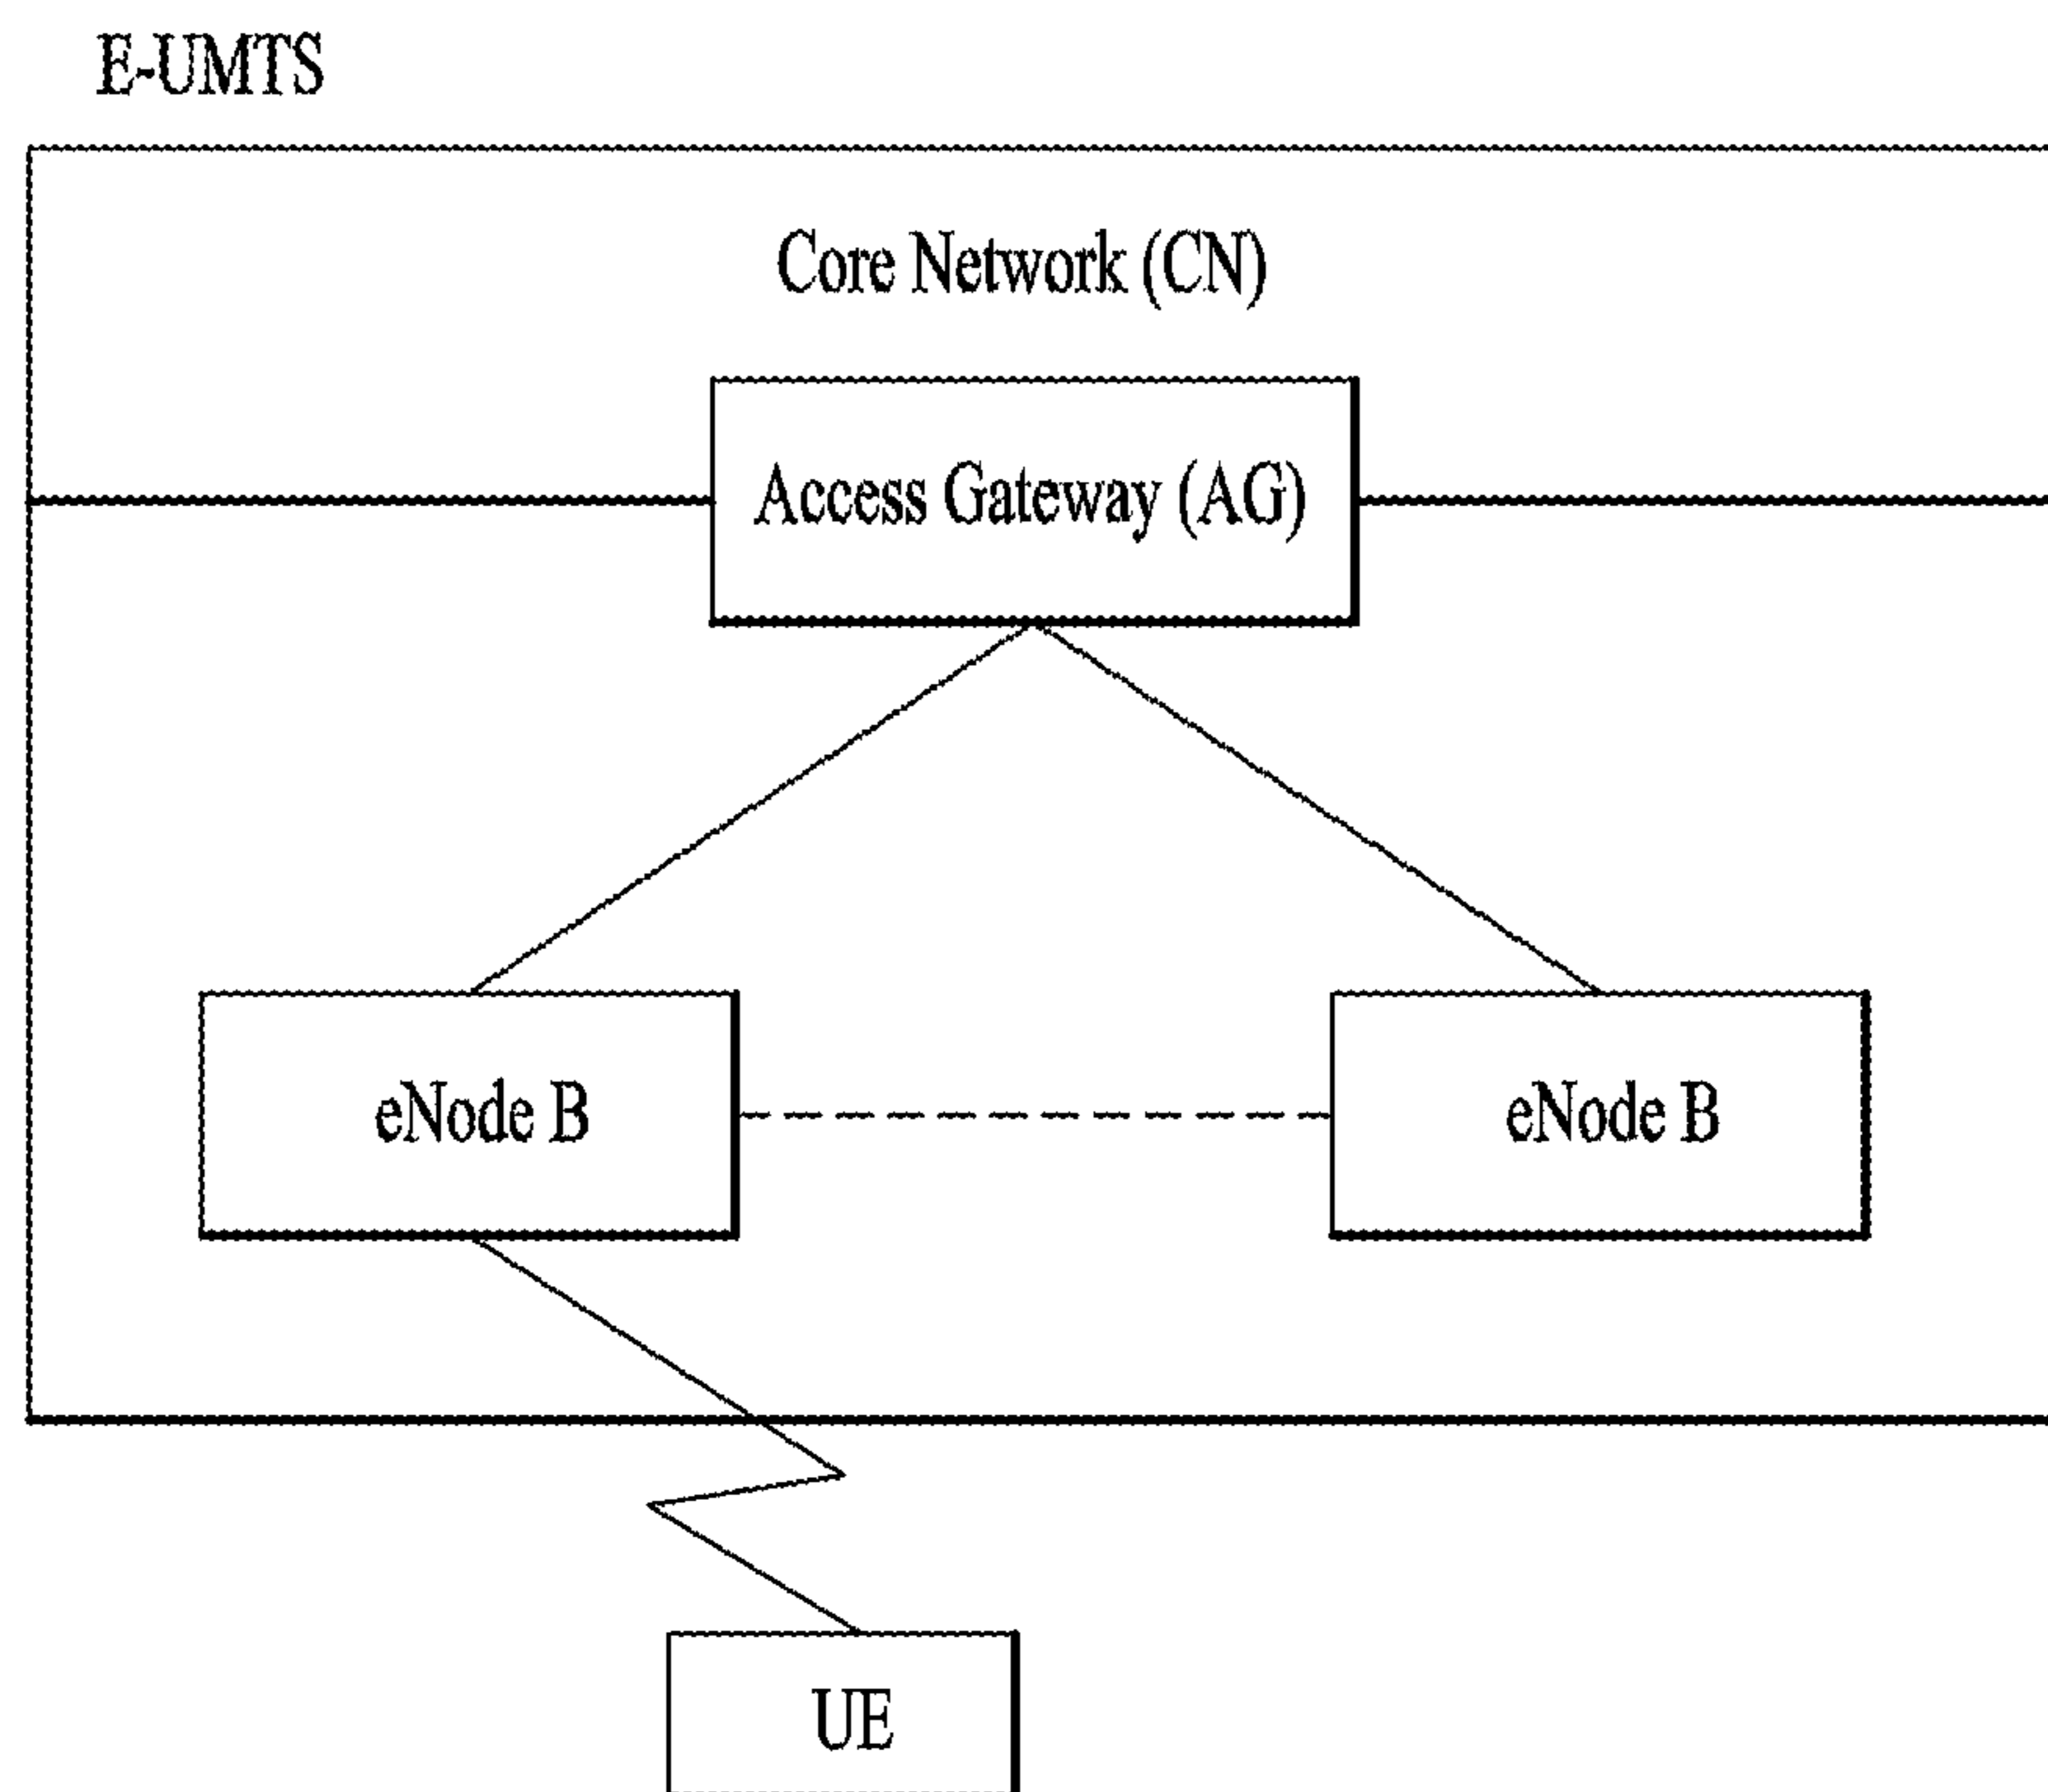 E-UMTS
Core Network (CN)
Access Gateway (AG)
eNode B
eNode B
UE